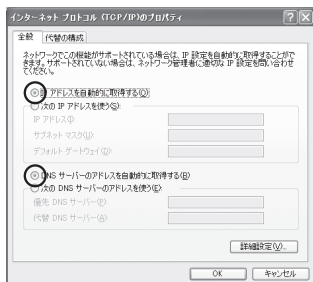 インターネット プロトコル (TCP/IP)のプロパティ
全般 代替の構成
ネットワークでこの機能がサポートされている場合は、IP 設定を自動的に取得することがで
きます。サポートされていない場合は、ネットワーク管理者に適切な IP 設定を問い合わせ
てください。
アドレスを自動的に取得する(O)
次の IP アドレスを使う(S):
IP アドレス(I):
サブネット マスク(U):
デフォルト ゲートウェイ(D):
DNS サーバーのアドレスを自動的に取得する(B)
次の DNS サーバーのアドレスを使う(E):
優先 DNS サーバー(P):
代替 DNS サーバー(A):
詳細設定(V)...
OK キャンセル